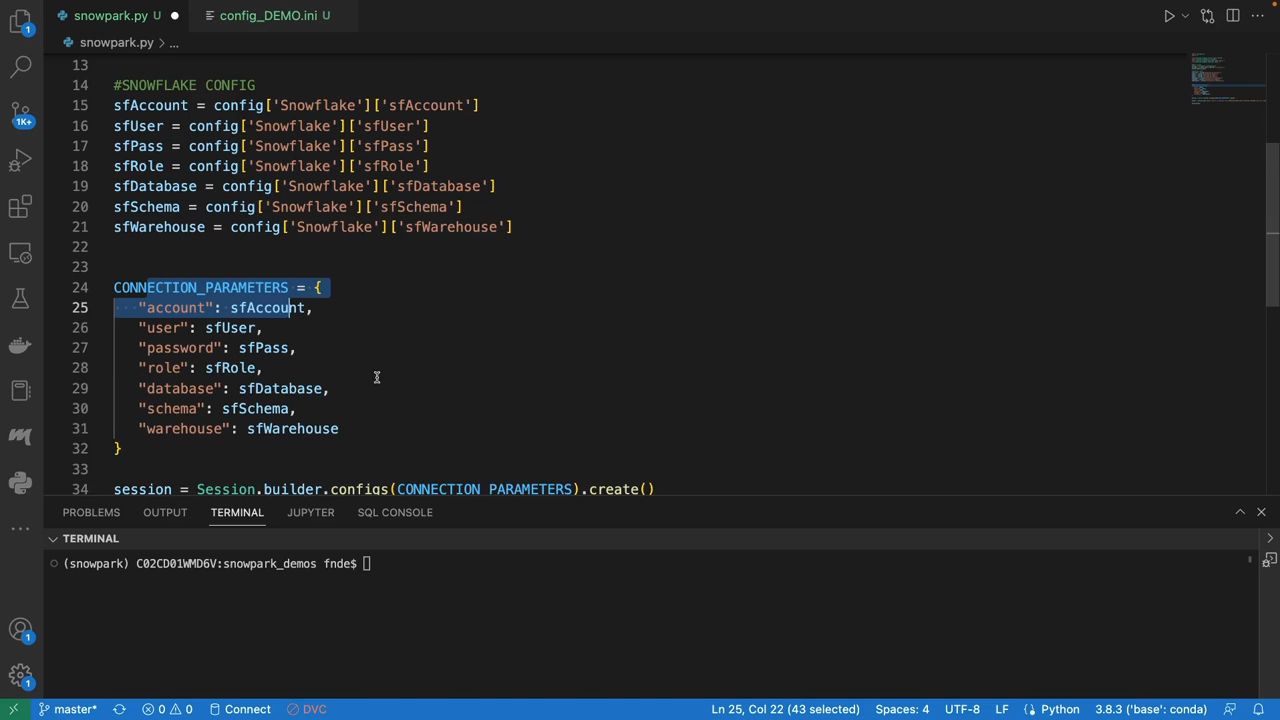 snowpark.py U
config_DEMO.ini U
snowpark.py > ...
13
14 #SNOWFLAKE CONFIG
15 sfAccount = config['Snowflake']['sfAccount']
16 sfUser = config['Snowflake']['sfUser']
17 sfPass = config['Snowflake']['sfPass']
18 sfRole = config['Snowflake']['sfRole']
19 sfDatabase = config['Snowflake']['sfDatabase']
20 sfSchema = config['Snowflake']['sfSchema']
21 sfWarehouse = config['Snowflake']['sfWarehouse']
22
23
24 CONNECTION_PARAMETERS = {
25 "account": sfAccount,
26 "user": sfUser,
27 "password": sfPass,
28 "role": sfRole,
29 "database": sfDatabase,
30 "schema": sfSchema,
31 "warehouse": sfWarehouse
32 }
33
34 session = Session.builder.configs(CONNECTION_PARAMETERS).create()
1
1K+
1
1
PROBLEMS OUTPUT TERMINAL JUPYTER SQL CONSOLE
TERMINAL
(snowpark) C02CD01WMD6V:snowpark_demos fnde$
master* 0 0 Connect DVC Ln 25, Col 22 (43 selected) Spaces: 4 UTF-8 LF Python 3.8.3 ('base': conda)